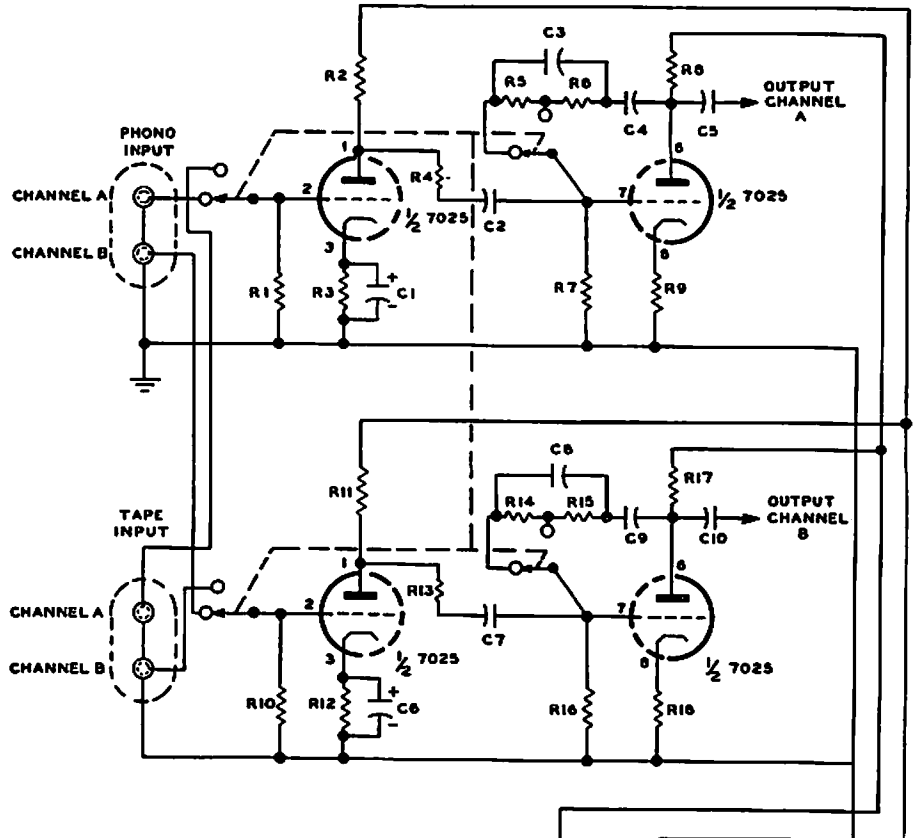 C3
R2
R5
R6
R8
OUTPUT
CHANNEL
A
C4
C5
PHONO
INPUT
1
6
R4
CHANNEL A
2
7
½ 7025
½ 7025
C2
CHANNEL B
3
8
+
R1
R3
C1
-
R7
R9
C8
R11
R14
R15
R17
OUTPUT
CHANNEL
B
TAPE
INPUT
C9
C10
1
6
R13
CHANNEL A
2
7
C7
CHANNEL B
3
½ 7025
8
½ 7025
+
R10
R12
C6
-
R16
R18